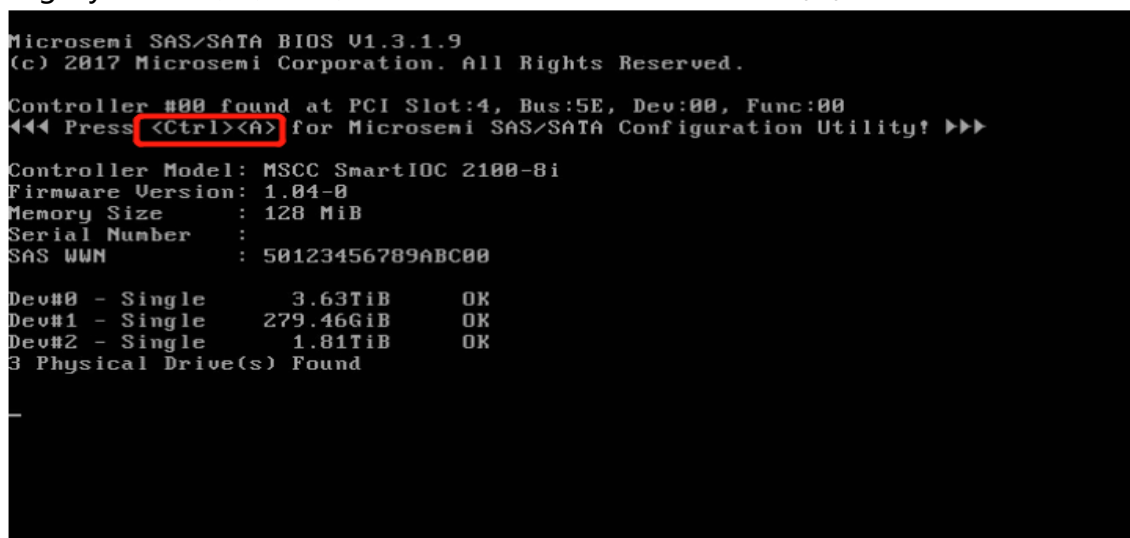 Microsemi SAS/SATA BIOS V1.3.1.9
(c) 2017 Microsemi Corporation. All Rights Reserved.
Controller #00 found at PCI Slot:4, Bus:5E, Dev:00, Func:00
◄◄◄ Press <Ctrl><A> for Microsemi SAS/SATA Configuration Utility! ►►►
Controller Model: MSCC SmartIOC 2100-8i
Firmware Version: 1.04-0
Memory Size : 128 MiB
Serial Number :
SAS WWN : 50123456789ABC00
Dev#0 - Single 3.63TiB OK
Dev#1 - Single 279.46GiB OK
Dev#2 - Single 1.81TiB OK
3 Physical Drive(s) Found